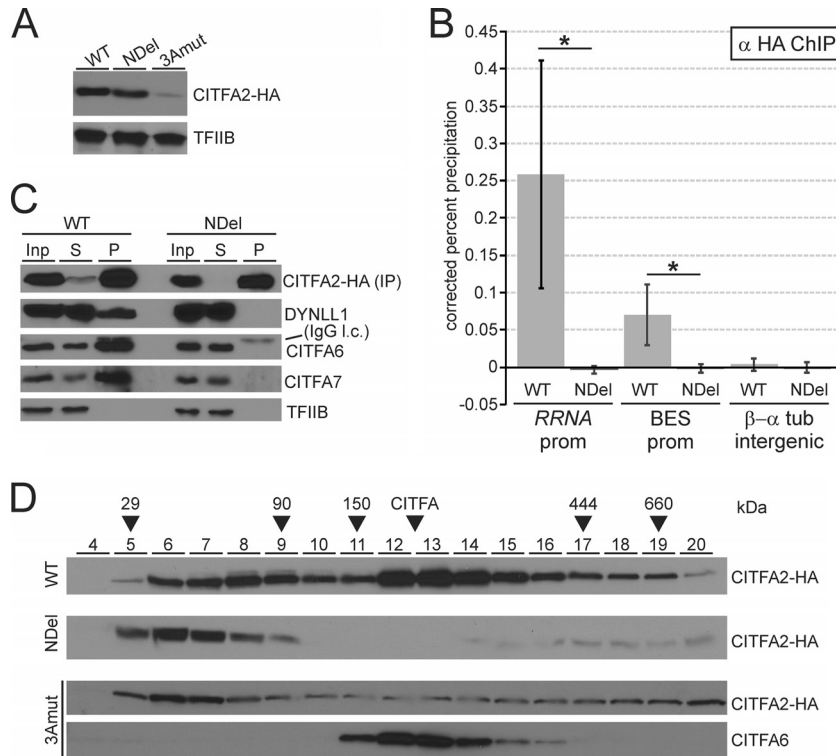 A
WT NDel 3Amut
CITFA2-HA
TFIIB
B
α HA ChIP
corrected percent precipitation
0.45
0.4
0.35
0.3
0.25
0.2
0.15
0.1
0.05
0
-0.05
*
*
WT NDel WT NDel WT NDel
RRNA prom
BES prom
β-α tub intergenic
C
WT NDel
Inp S P Inp S P
CITFA2-HA (IP)
DYNLL1
(IgG l.c.)
CITFA6
CITFA7
TFIIB
D
29 90 150 CITFA 444 660 kDa
4 5 6 7 8 9 10 11 12 13 14 15 16 17 18 19 20
WT CITFA2-HA
NDel CITFA2-HA
3Amut CITFA2-HA
CITFA6